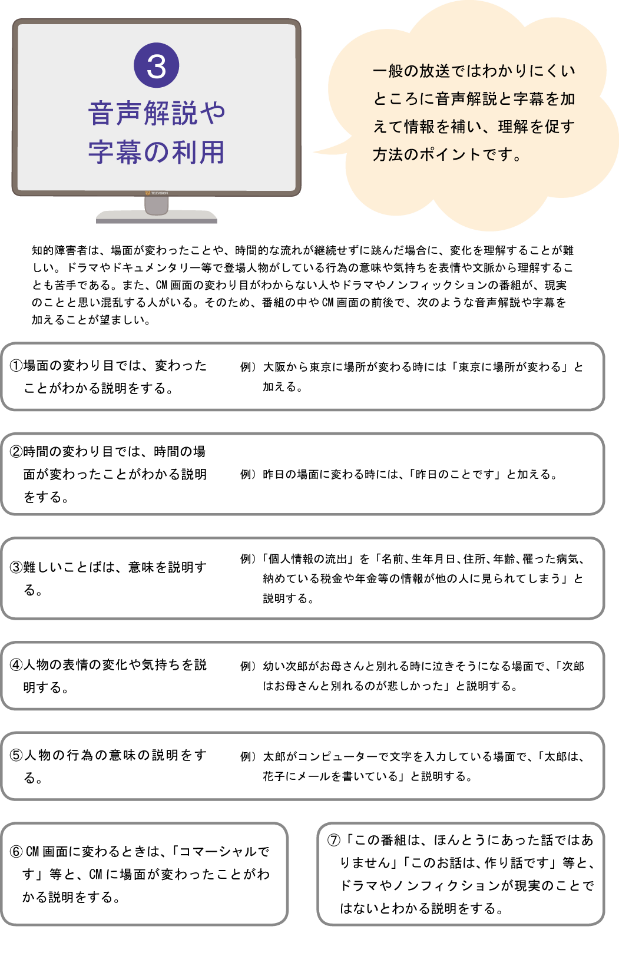 3
音声解説や
字幕の利用
一般の放送ではわかりにくい
ところに音声解説と字幕を加
えて情報を補い、理解を促す
方法のポイントです。
知的障害者は、場面が変わったことや、時間的な流れが継続せずに跳んだ場合に、変化を理解することが難
しい。ドラマやドキュメンタリー等で登場人物がしている行為の意味や気持ちを表情や文脈から理解するこ
とも苦手である。また、CM 画面の変わり目がわからない人やドラマやノンフィックションの番組が、現実
のことと思い混乱する人がいる。そのため、番組の中や CM 画面の前後で、次のような音声解説や字幕を
加えることが望ましい。
①場面の変わり目では、変わった
ことがわかる説明をする。
例）大阪から東京に場所が変わる時には「東京に場所が変わる」と
加える。
②時間の変わり目では、時間の場
面が変わったことがわかる説明
をする。
例）昨日の場面に変わる時には、「昨日のことです」と加える。
③難しいことばは、意味を説明す
る。
例）「個人情報の流出」を「名前、生年月日、住所、年齢、罹った病気、
納めている税金や年金等の情報が他の人に見られてしまう」と
説明する。
④人物の表情の変化や気持ちを説
明する。
例）幼い次郎がお母さんと別れる時に泣きそうになる場面で、「次郎
はお母さんと別れるのが悲しかった」と説明する。
⑤人物の行為の意味の説明をす
る。
例）太郎がコンピューターで文字を入力している場面で、「太郎は、
花子にメールを書いている」と説明する。
⑥ CM 画面に変わるときは、「コマーシャルで
す」等と、CM に場面が変わったことがわ
かる説明をする。
⑦「この番組は、ほんとうにあった話ではあ
りません」「このお話は、作り話です」等と、
ドラマやノンフィクションが現実のことで
はないとわかる説明をする。